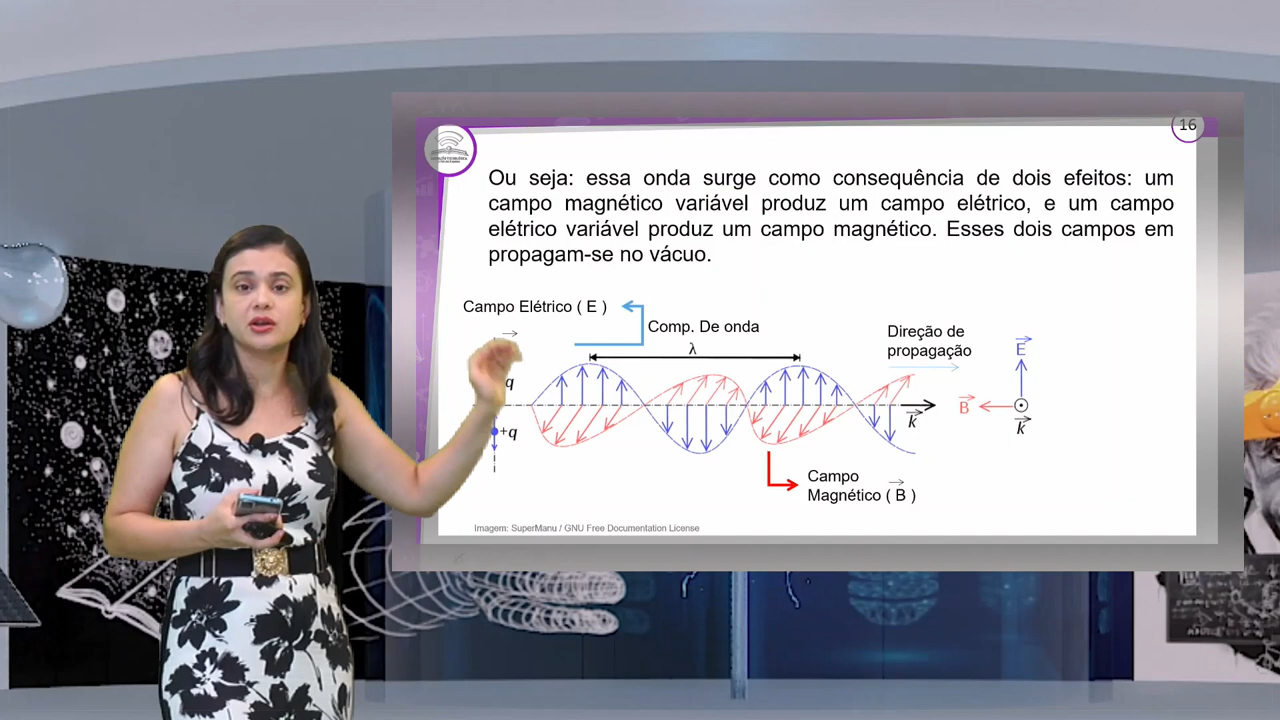 16
Ou seja: essa onda surge como consequência de dois efeitos: um
campo magnético variável produz um campo elétrico, e um campo
elétrico variável produz um campo magnético. Esses dois campos em
propagam-se no vácuo.
Campo Elétrico ( E )
Comp. De onda
λ
Direção de
propagação
E
q
B
k
k
+q
Campo
Magnético ( B )
Imagem: SuperManu / GNU Free Documentation License